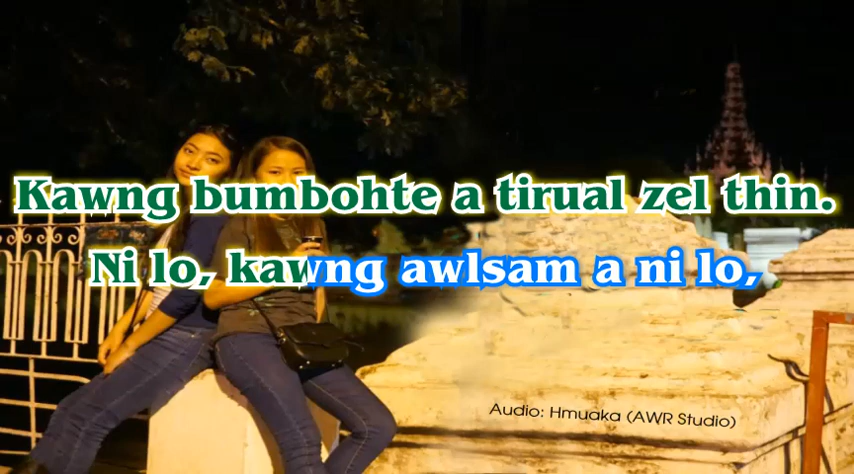 Kawng bumbohte a tirual zel thin.
Ni lo, kawng awlsam a ni lo,
Audio: Hmuaka (AWR Studio)